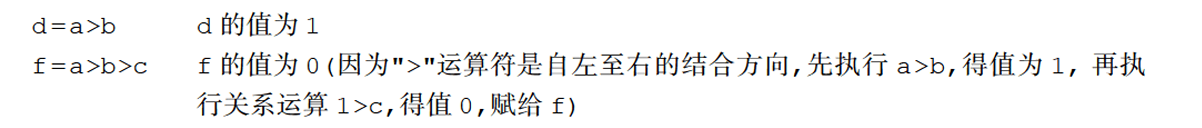 d=a>b d 的值为 1
f=a>b>c f 的值为 0(因为">"运算符是自左至右的结合方向,先执行 a>b,得值为 1, 再执
行关系运算 1>c,得值 0,赋给 f)